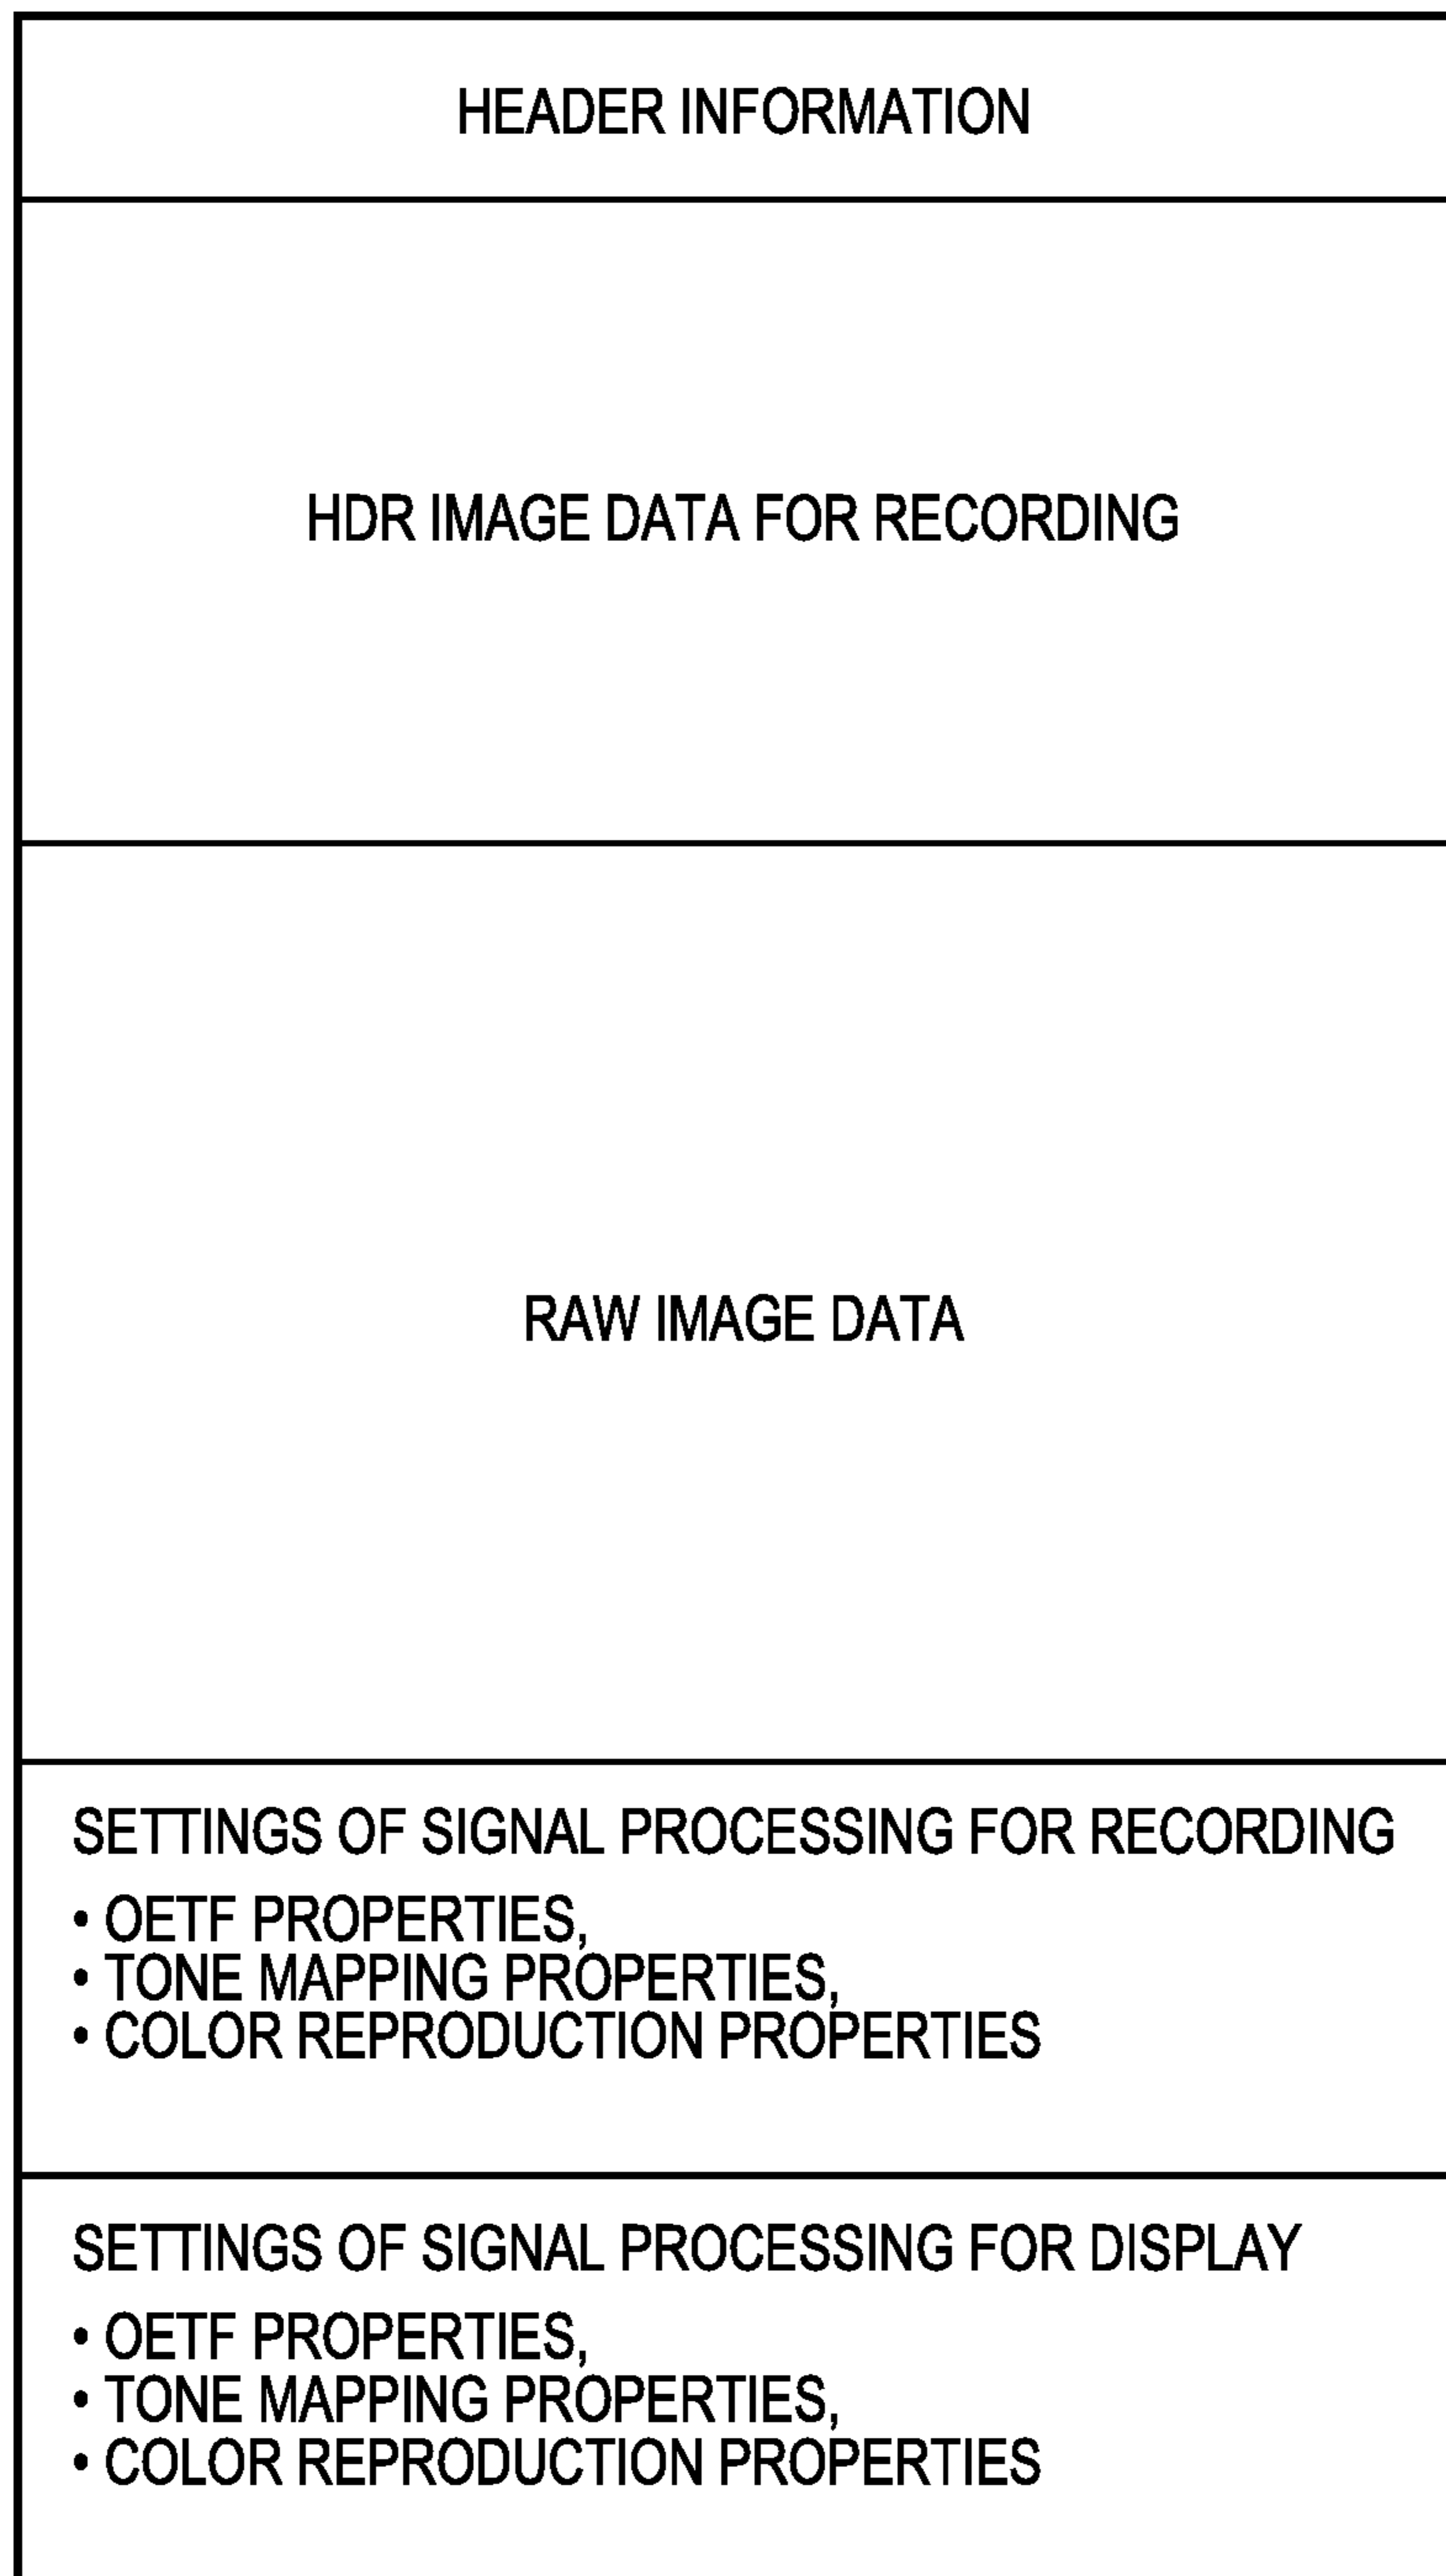 HEADER INFORMATION
HDR IMAGE DATA FOR RECORDING
RAW IMAGE DATA
SETTINGS OF SIGNAL PROCESSING FOR RECORDING
• OETF PROPERTIES,
• TONE MAPPING PROPERTIES,
• COLOR REPRODUCTION PROPERTIES
SETTINGS OF SIGNAL PROCESSING FOR DISPLAY
• OETF PROPERTIES,
• TONE MAPPING PROPERTIES,
• COLOR REPRODUCTION PROPERTIES